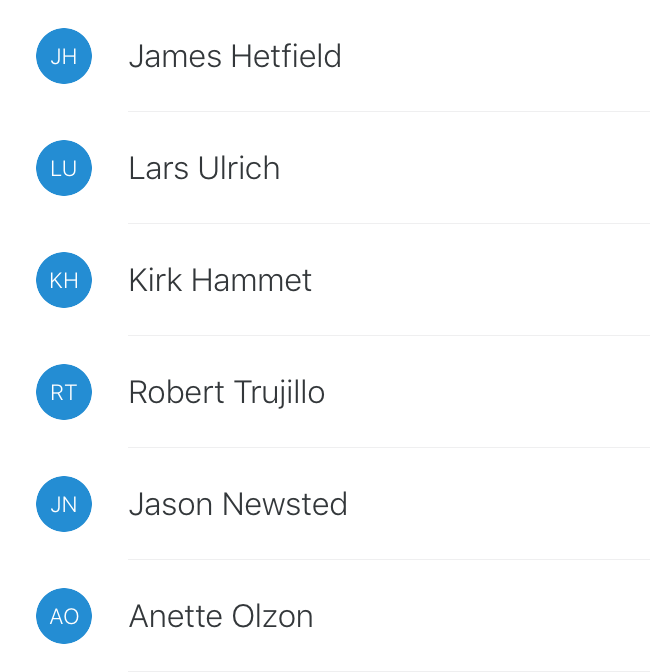 JH James Hetfield
LU Lars Ulrich
KH Kirk Hammet
RT Robert Trujillo
JN Jason Newsted
AO Anette Olzon